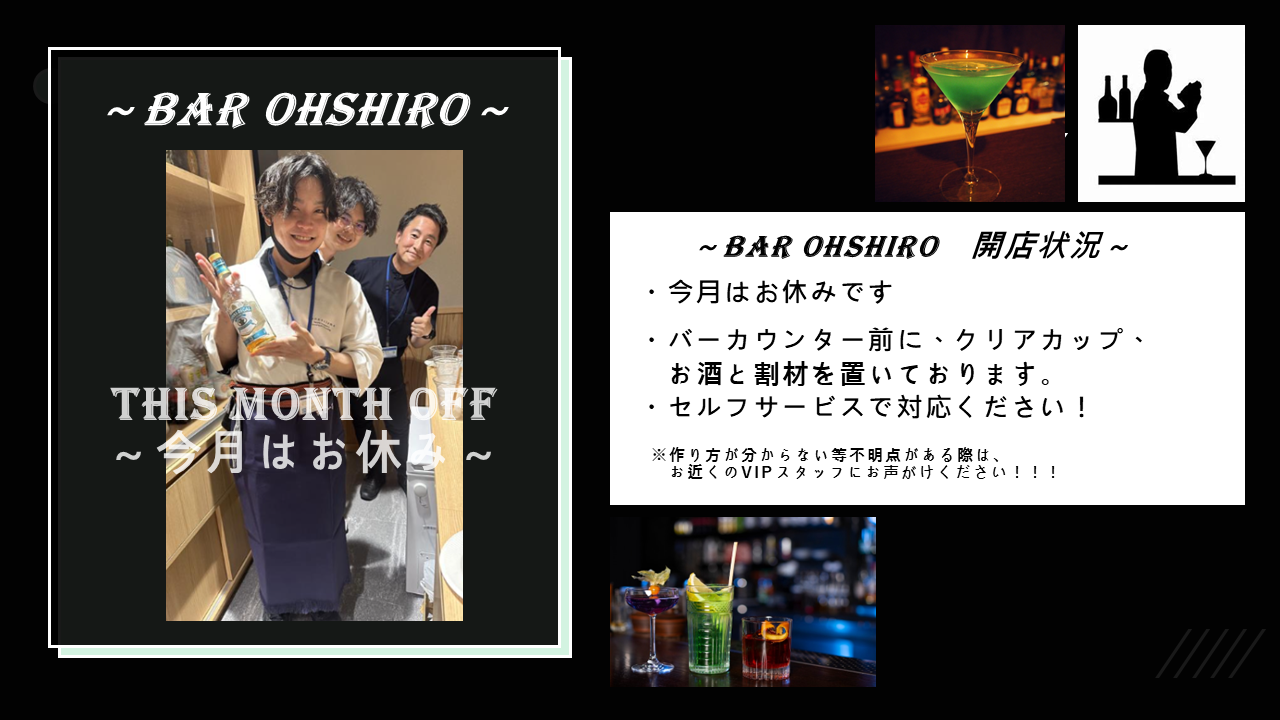 ~ BAR OHSHIRO ~
THIS MONTH OFF
~ 今月はお休み ~
~ BAR OHSHIRO 開店状況 ~
・今月はお休みです
・バーカウンター前に、クリアカップ、
お酒と割材を置いております。
・セルフサービスで対応ください！
※作り方が分からない等不明点がある際は、
お近くのVIPスタッフにお声がけください！！！